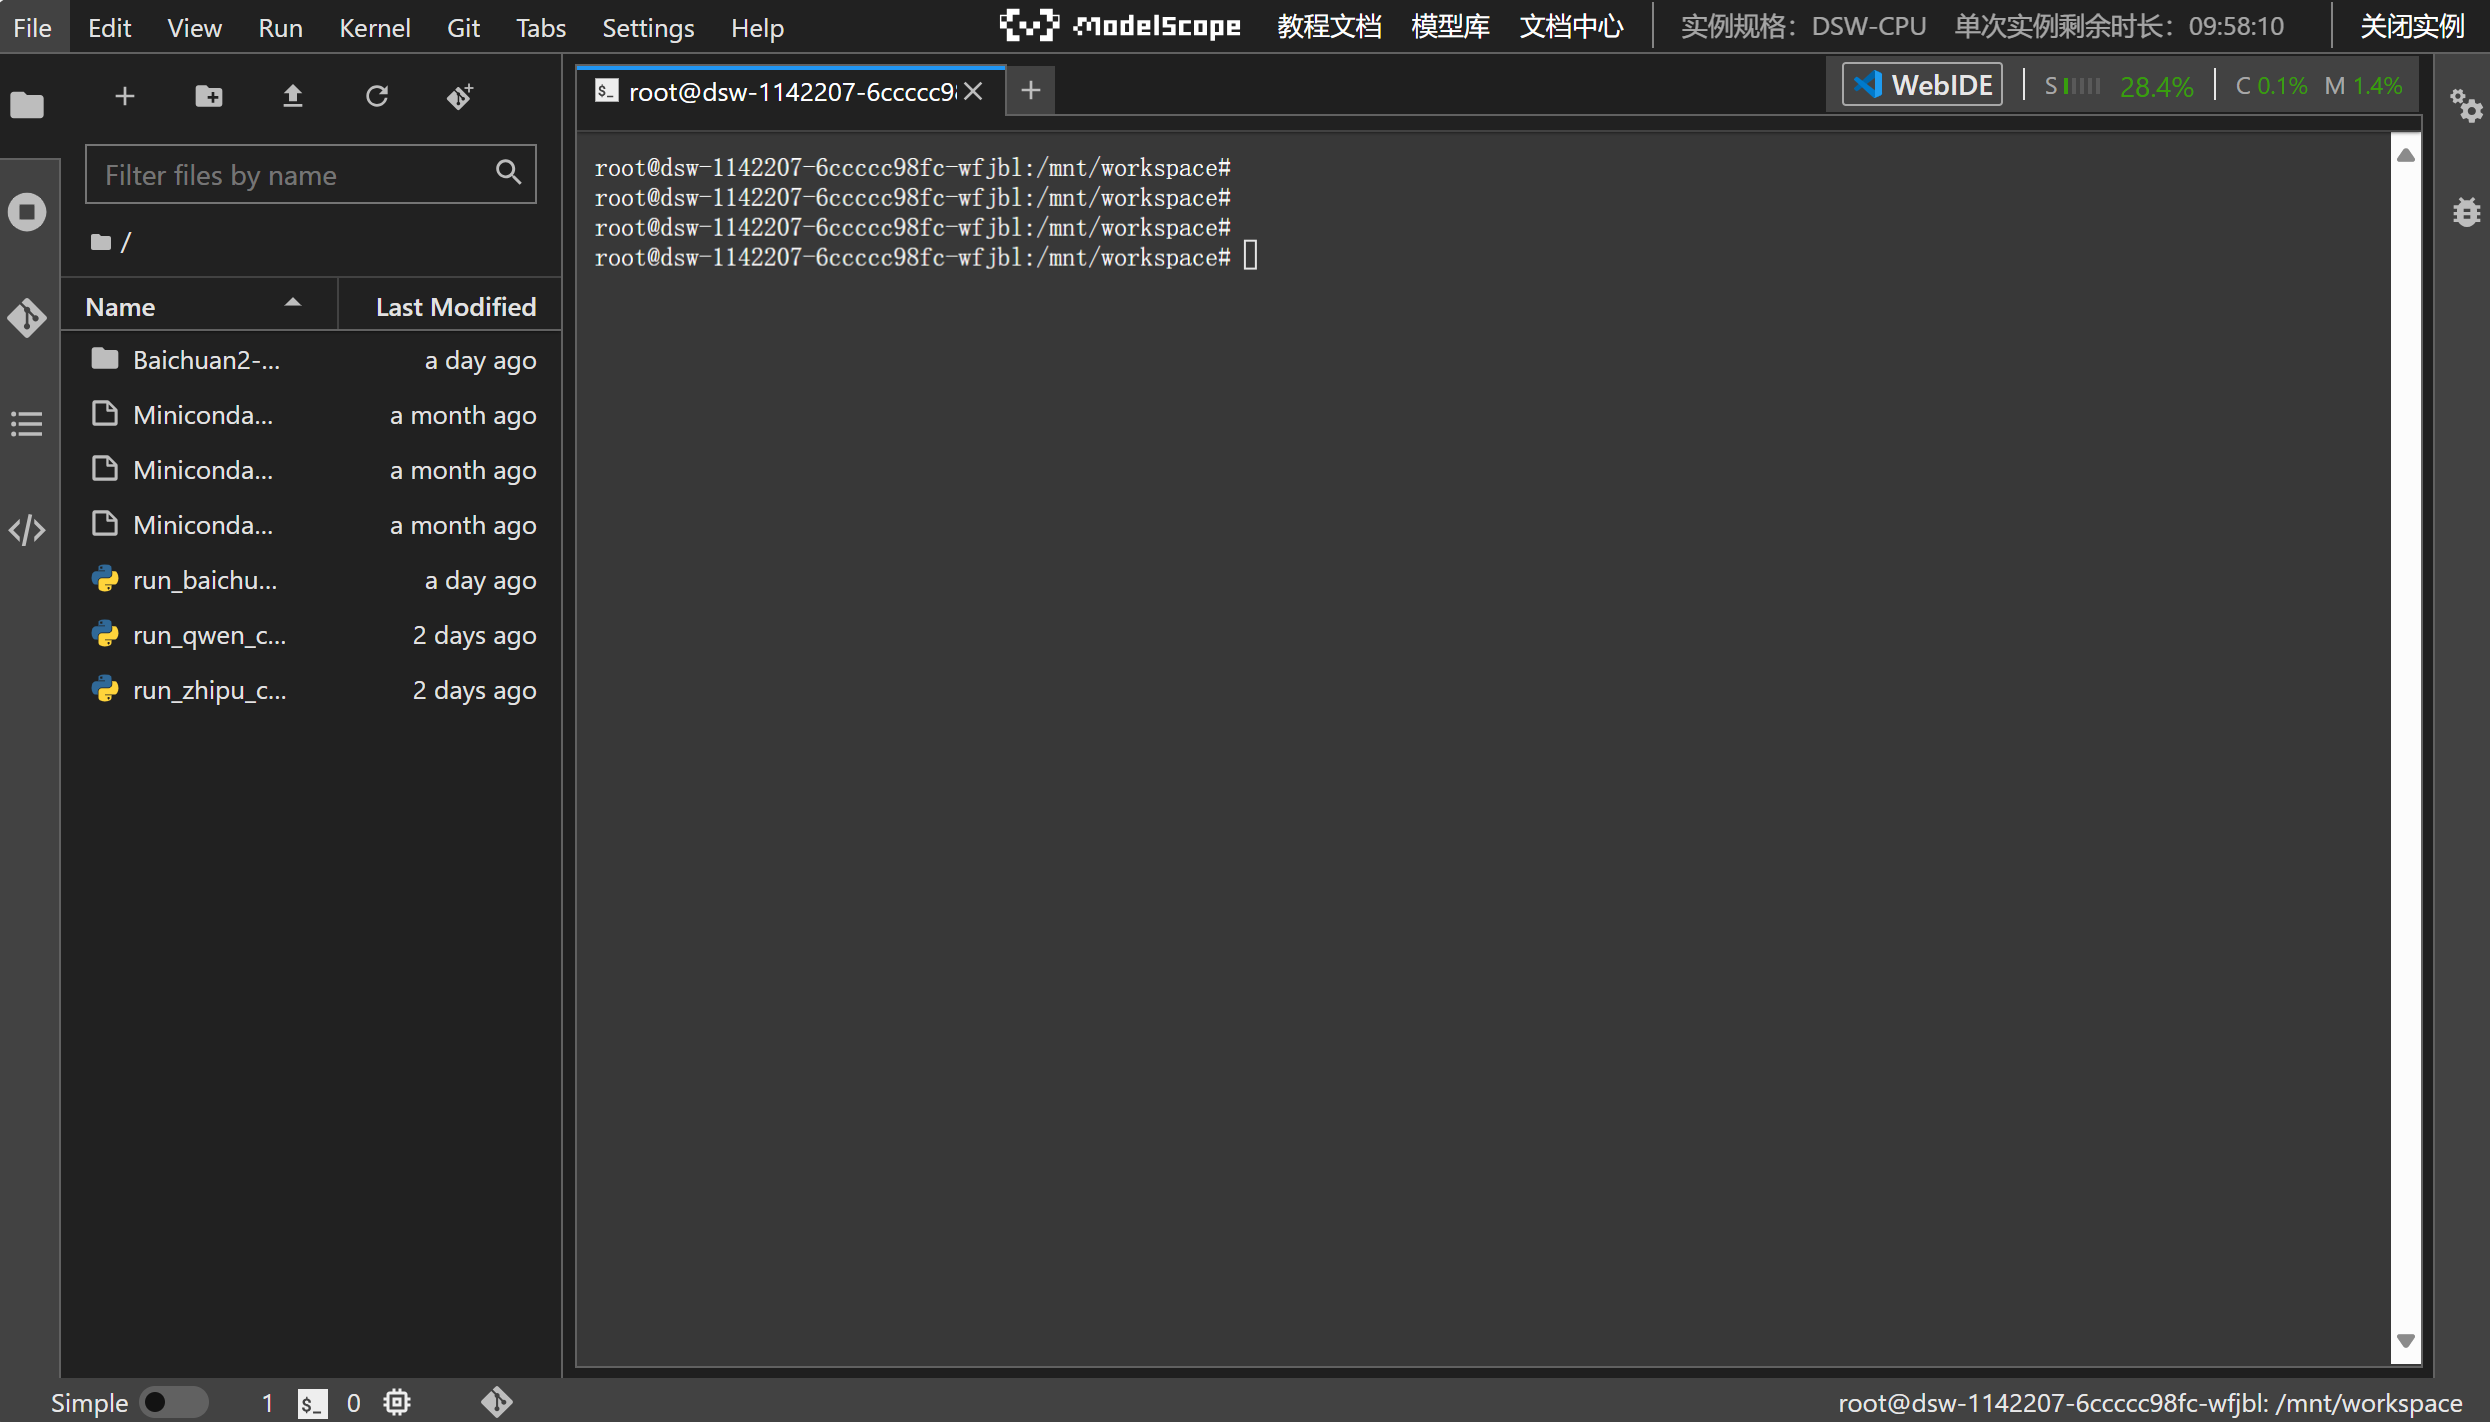 File Edit View Run Kernel Git Tabs Settings Help ModelScope 教程文档 模型库 文档中心 实例规格：DSW-CPU 单次实例剩余时长：09:58:10 关闭实例
root@dsw-1142207-6ccccc98 WebIDE S 28.4% C 0.1% M 1.4%
Filter files by name
/
Name Last Modified
Baichuan2-... a day ago
Miniconda... a month ago
Miniconda... a month ago
Miniconda... a month ago
run_baichu... a day ago
run_qwen_c... 2 days ago
run_zhipu_c... 2 days ago
root@dsw-1142207-6ccccc98fc-wfjbl:/mnt/workspace#
root@dsw-1142207-6ccccc98fc-wfjbl:/mnt/workspace#
root@dsw-1142207-6ccccc98fc-wfjbl:/mnt/workspace#
root@dsw-1142207-6ccccc98fc-wfjbl:/mnt/workspace#
Simple 1 $_ 0 root@dsw-1142207-6ccccc98fc-wfjbl: /mnt/workspace